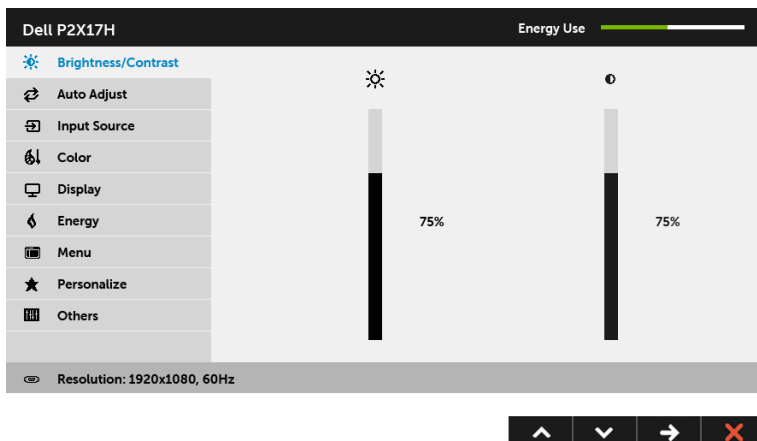 Dell P2X17H
Energy Use
Brightness/Contrast
Auto Adjust
Input Source
Color
Display
Energy
75%
75%
Menu
Personalize
Others
Resolution: 1920x1080, 60Hz